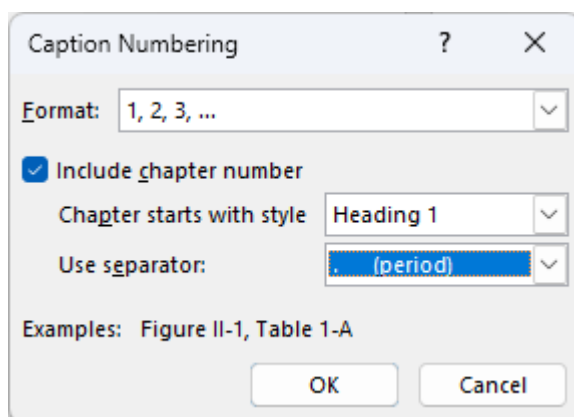 Caption Numbering ?
Format: 1, 2, 3, ...
Include chapter number
Chapter starts with style Heading 1
Use separator: . (period)
Examples: Figure II-1, Table 1-A
OK Cancel